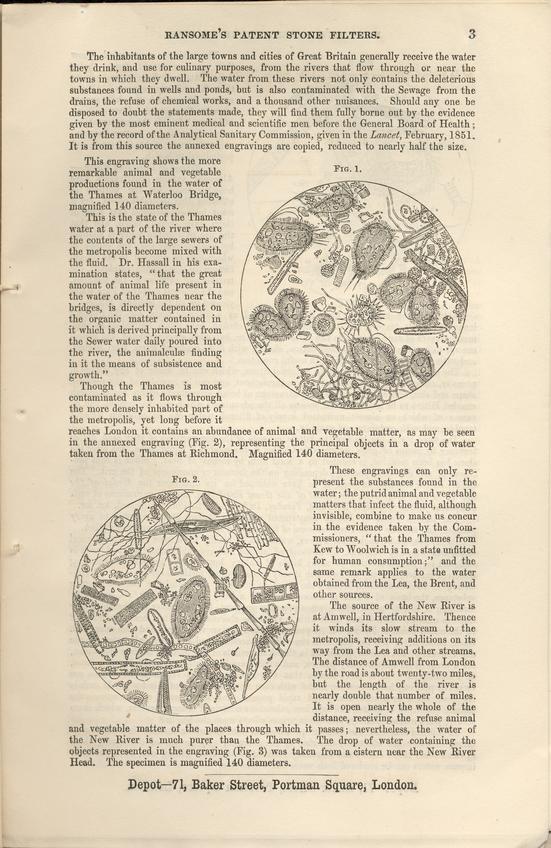 RANSOME'S PATENT STONE FILTERS. 3
The inhabitants of the large towns and cities of Great Britain generally receive the water
they drink, and use for culinary purposes, from the rivers that flow through or near the
towns in which they dwell. The water from these rivers not only contains the deleterious
substances found in wells and ponds, but is also contaminated with the Sewage from the
drains, the refuse of chemical works, and a thousand other nuisances. Should any one be
disposed to doubt the statements made, they will find them fully borne out by the evidence
given by the most eminent medical and scientific men before the General Board of Health;
and by the record of the Analytical Sanitary Commission, given in the Lancet, February, 1851.
It is from this source the annexed engravings are copied, reduced to nearly half the size.
This engraving shows the more
remarkable animal and vegetable
productions found in the water of
the Thames at Waterloo Bridge,
magnified 140 diameters.
This is the state of the Thames
water at a part of the river where
the contents of the large sewers of
the metropolis become mixed with
the fluid. Dr. Hassall in his exa-
mination states, "that the great
amount of animal life present in
the water of the Thames near the
bridges, is directly dependent on
the organic matter contained in
it which is derived principally from
the Sewer water daily poured into
the river, the animalculæ finding
in it the means of subsistence and
growth."
Though the Thames is most
contaminated as it flows through
the more densely inhabited part of
the metropolis, yet long before it
FIG. 1.
reaches London it contains an abundance of animal and vegetable matter, as may be seen
in the annexed engraving (Fig. 2), representing the principal objects in a drop of water
taken from the Thames at Richmond. Magnified 140 diameters.
FIG. 2.
These engravings can only re-
present the substances found in the
water; the putrid animal and vegetable
matters that infect the fluid, although
invisible, combine to make us concur
in the evidence taken by the Com-
missioners, "that the Thames from
Kew to Woolwich is in a state unfitted
for human consumption;" and the
same remark applies to the water
obtained from the Lea, the Brent, and
other sources.
The source of the New River is
at Amwell, in Hertfordshire. Thence
it winds its slow stream to the
metropolis, receiving additions on its
way from the Lea and other streams.
The distance of Amwell from London
by the road is about twenty-two miles,
but the length of the river is
nearly double that number of miles.
It is open nearly the whole of the
distance, receiving the refuse animal
and vegetable matter of the places through which it passes; nevertheless, the water of
the New River is much purer than the Thames. The drop of water containing the
objects represented in the engraving (Fig. 3) was taken from a cistern near the New River
Head. The specimen is magnified 140 diameters.
Depot—71, Baker Street, Portman Square, London.